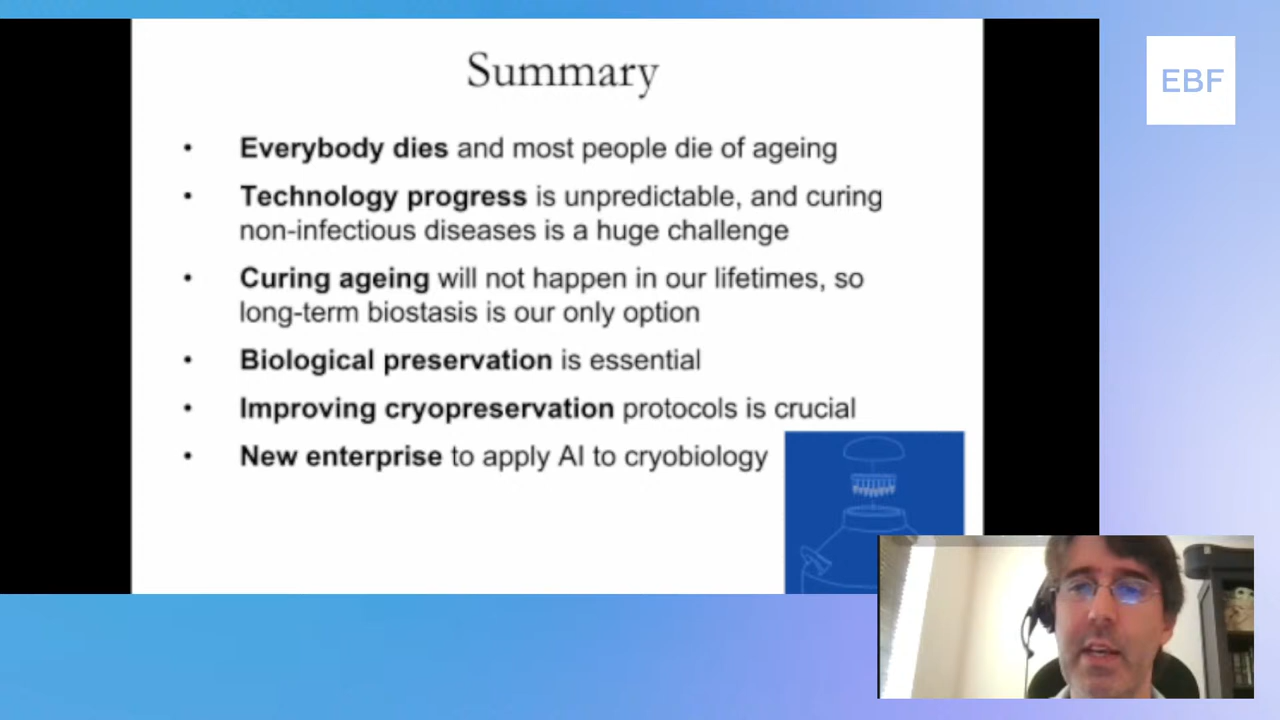 Summary
EBF
• Everybody dies and most people die of ageing
• Technology progress is unpredictable, and curing
non-infectious diseases is a huge challenge
• Curing ageing will not happen in our lifetimes, so
long-term biostasis is our only option
• Biological preservation is essential
• Improving cryopreservation protocols is crucial
• New enterprise to apply AI to cryobiology